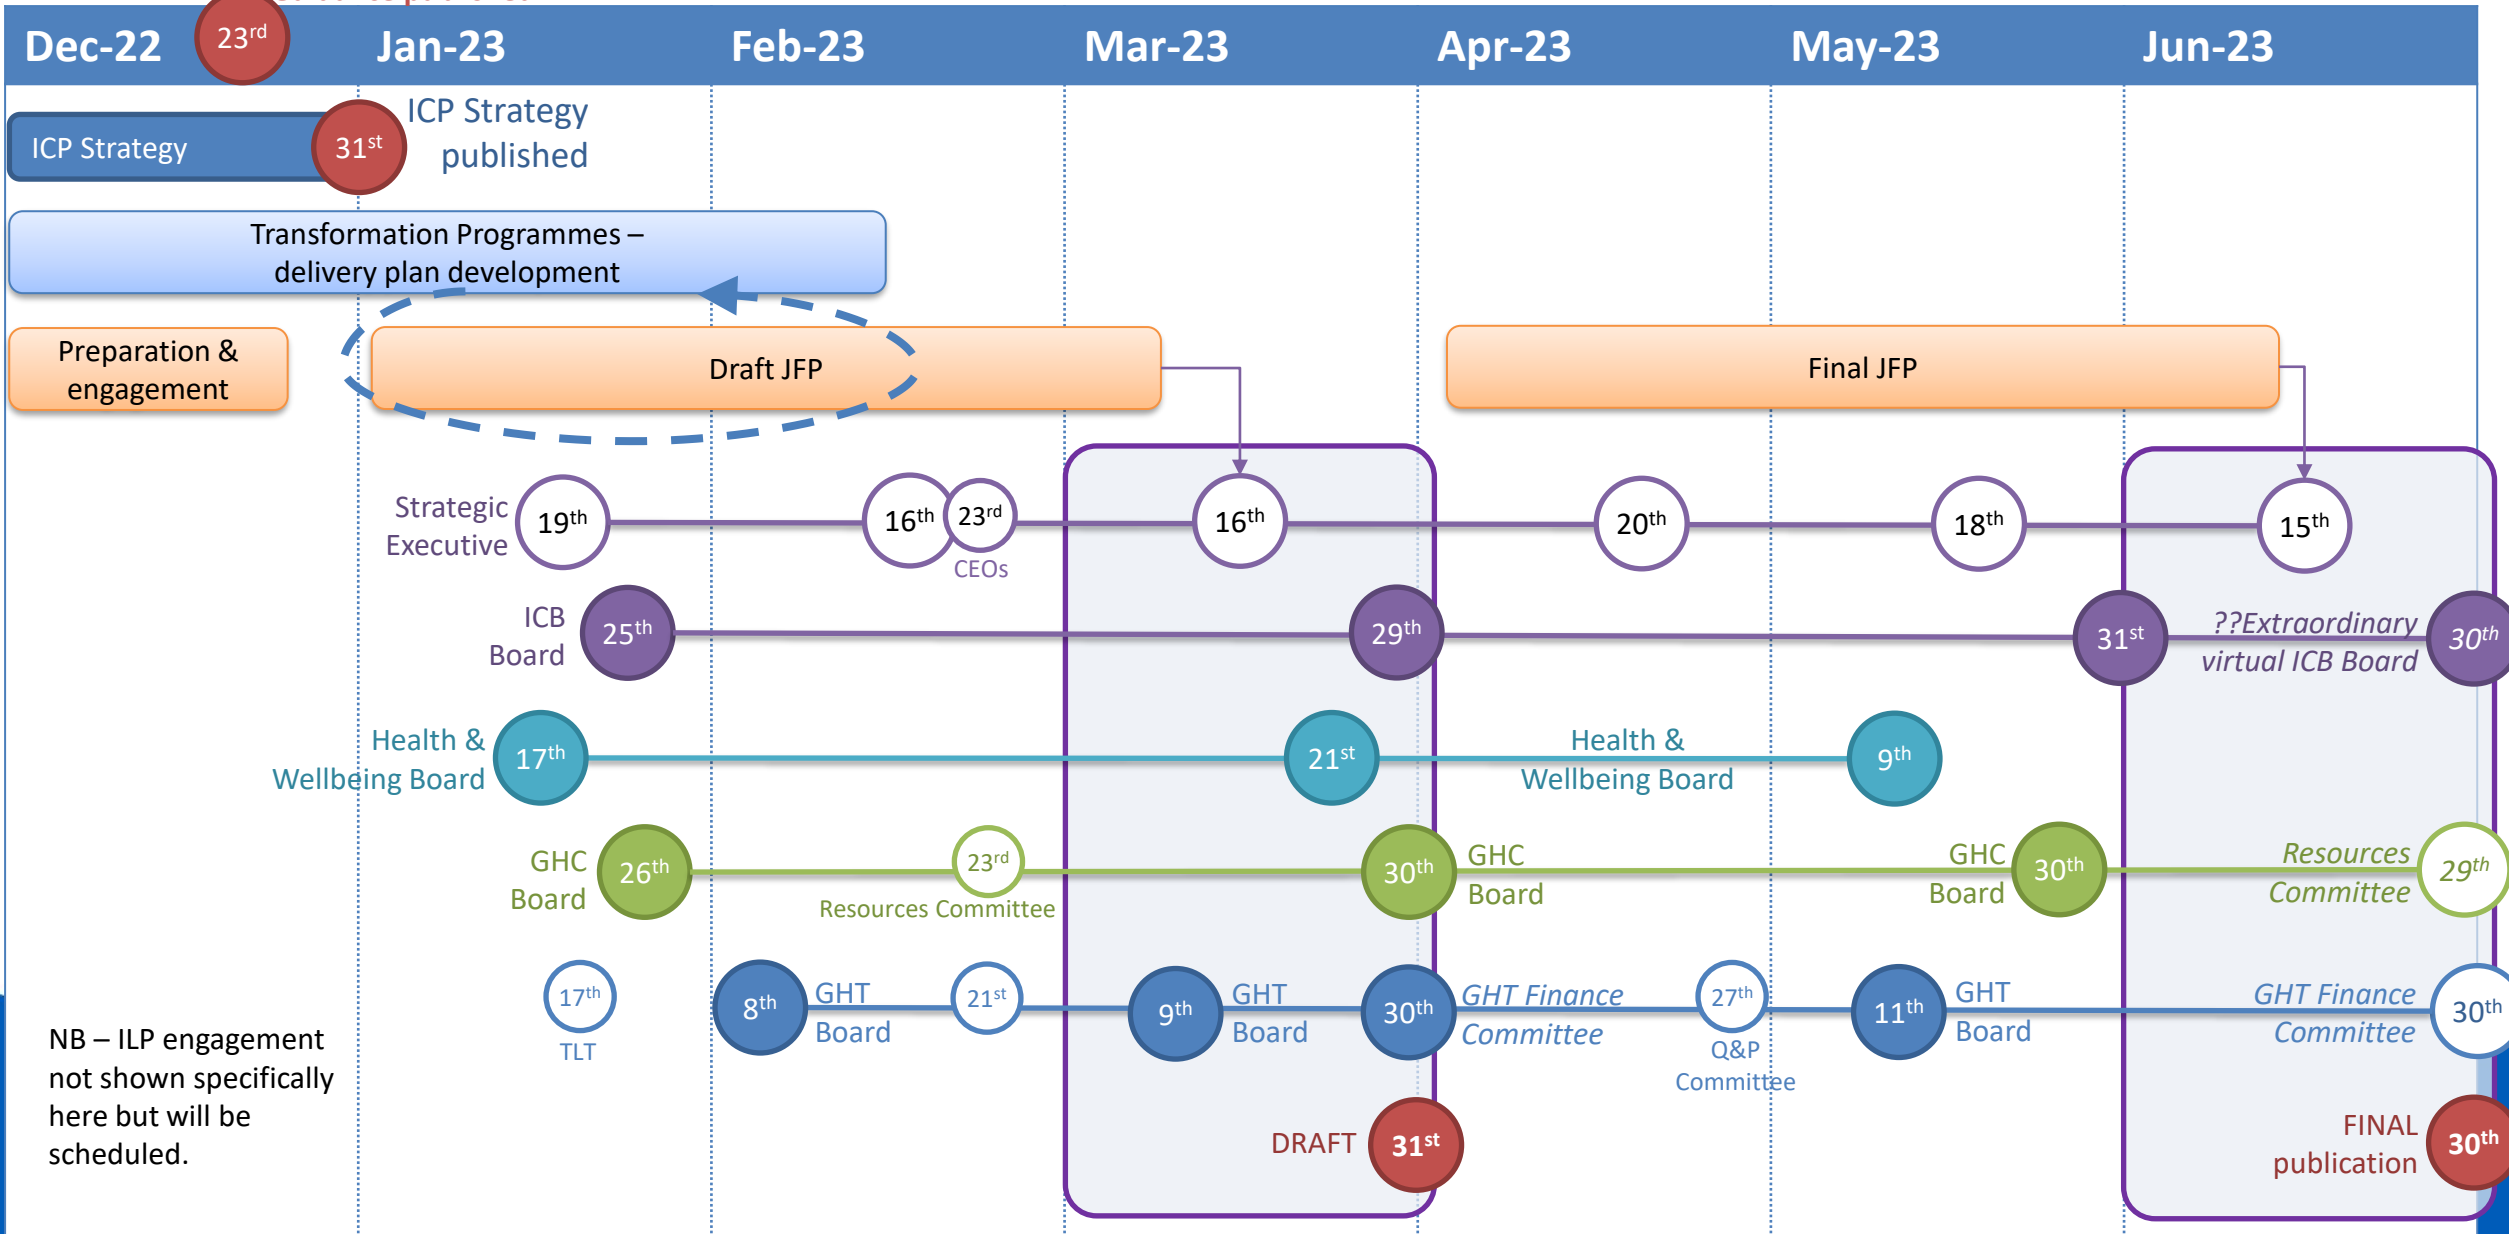 Dec-22
23rd
Jan-23
Feb-23
Mar-23
Apr-23
May-23
Jun-23
ICP Strategy
31st
ICP Strategy
published
Transformation Programmes –
delivery plan development
Preparation &
engagement
Draft JFP
Final JFP
Strategic
Executive
19th
16th
23rd
CEOs
16th
20th
18th
15th
ICB
Board
25th
29th
31st
??Extraordinary
virtual ICB Board
30th
Health &
Wellbeing Board
17th
21st
Health &
Wellbeing Board
9th
GHC
Board
26th
23rd
Resources Committee
30th
GHC
Board
GHC
Board
30th
Resources
Committee
29th
17th
TLT
8th
GHT
Board
21st
9th
GHT
Board
30th
GHT Finance
Committee
27th
Q&P
Committee
11th
GHT
Board
GHT Finance
Committee
30th
NB – ILP engagement
not shown specifically
here but will be
scheduled.
DRAFT
31st
FINAL
publication
30th